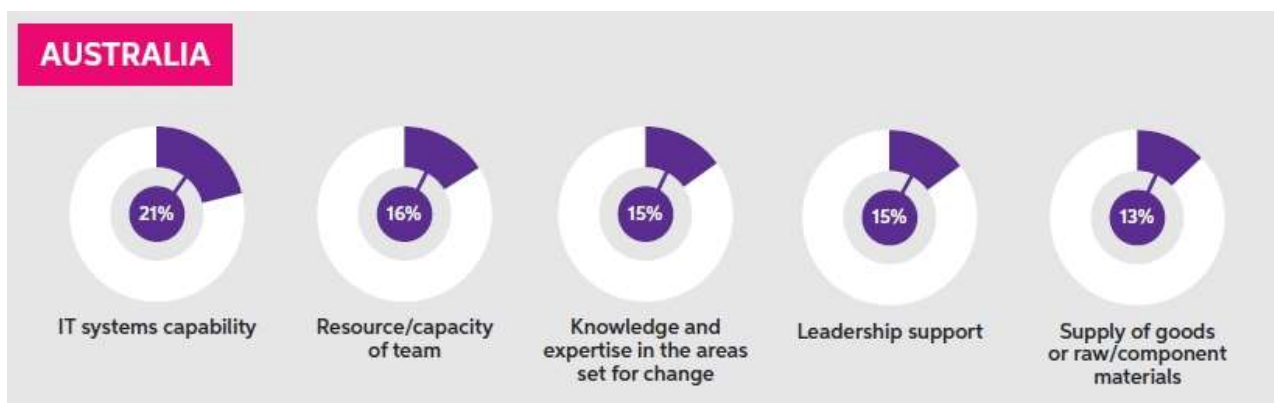 AUSTRALIA
21%
16%
15%
15%
13%
IT systems capability
Resource/capacity
of team
Knowledge and
expertise in the areas
set for change
Leadership support
Supply of goods
or raw/component
materials